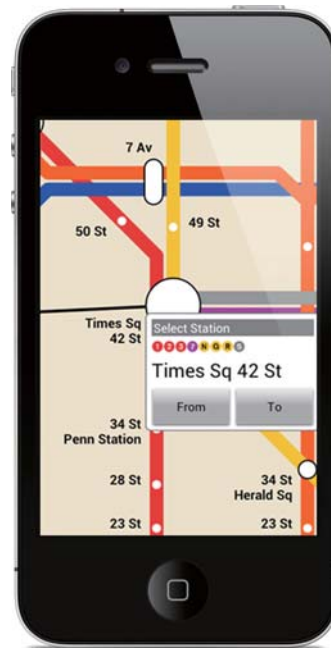 7 Av
50 St
49 St
Times Sq
42 St
Select Station
1 2 3 7 N Q R S
Times Sq 42 St
From To
34 St
Penn Station
28 St
34 St
Herald Sq
23 St
23 St